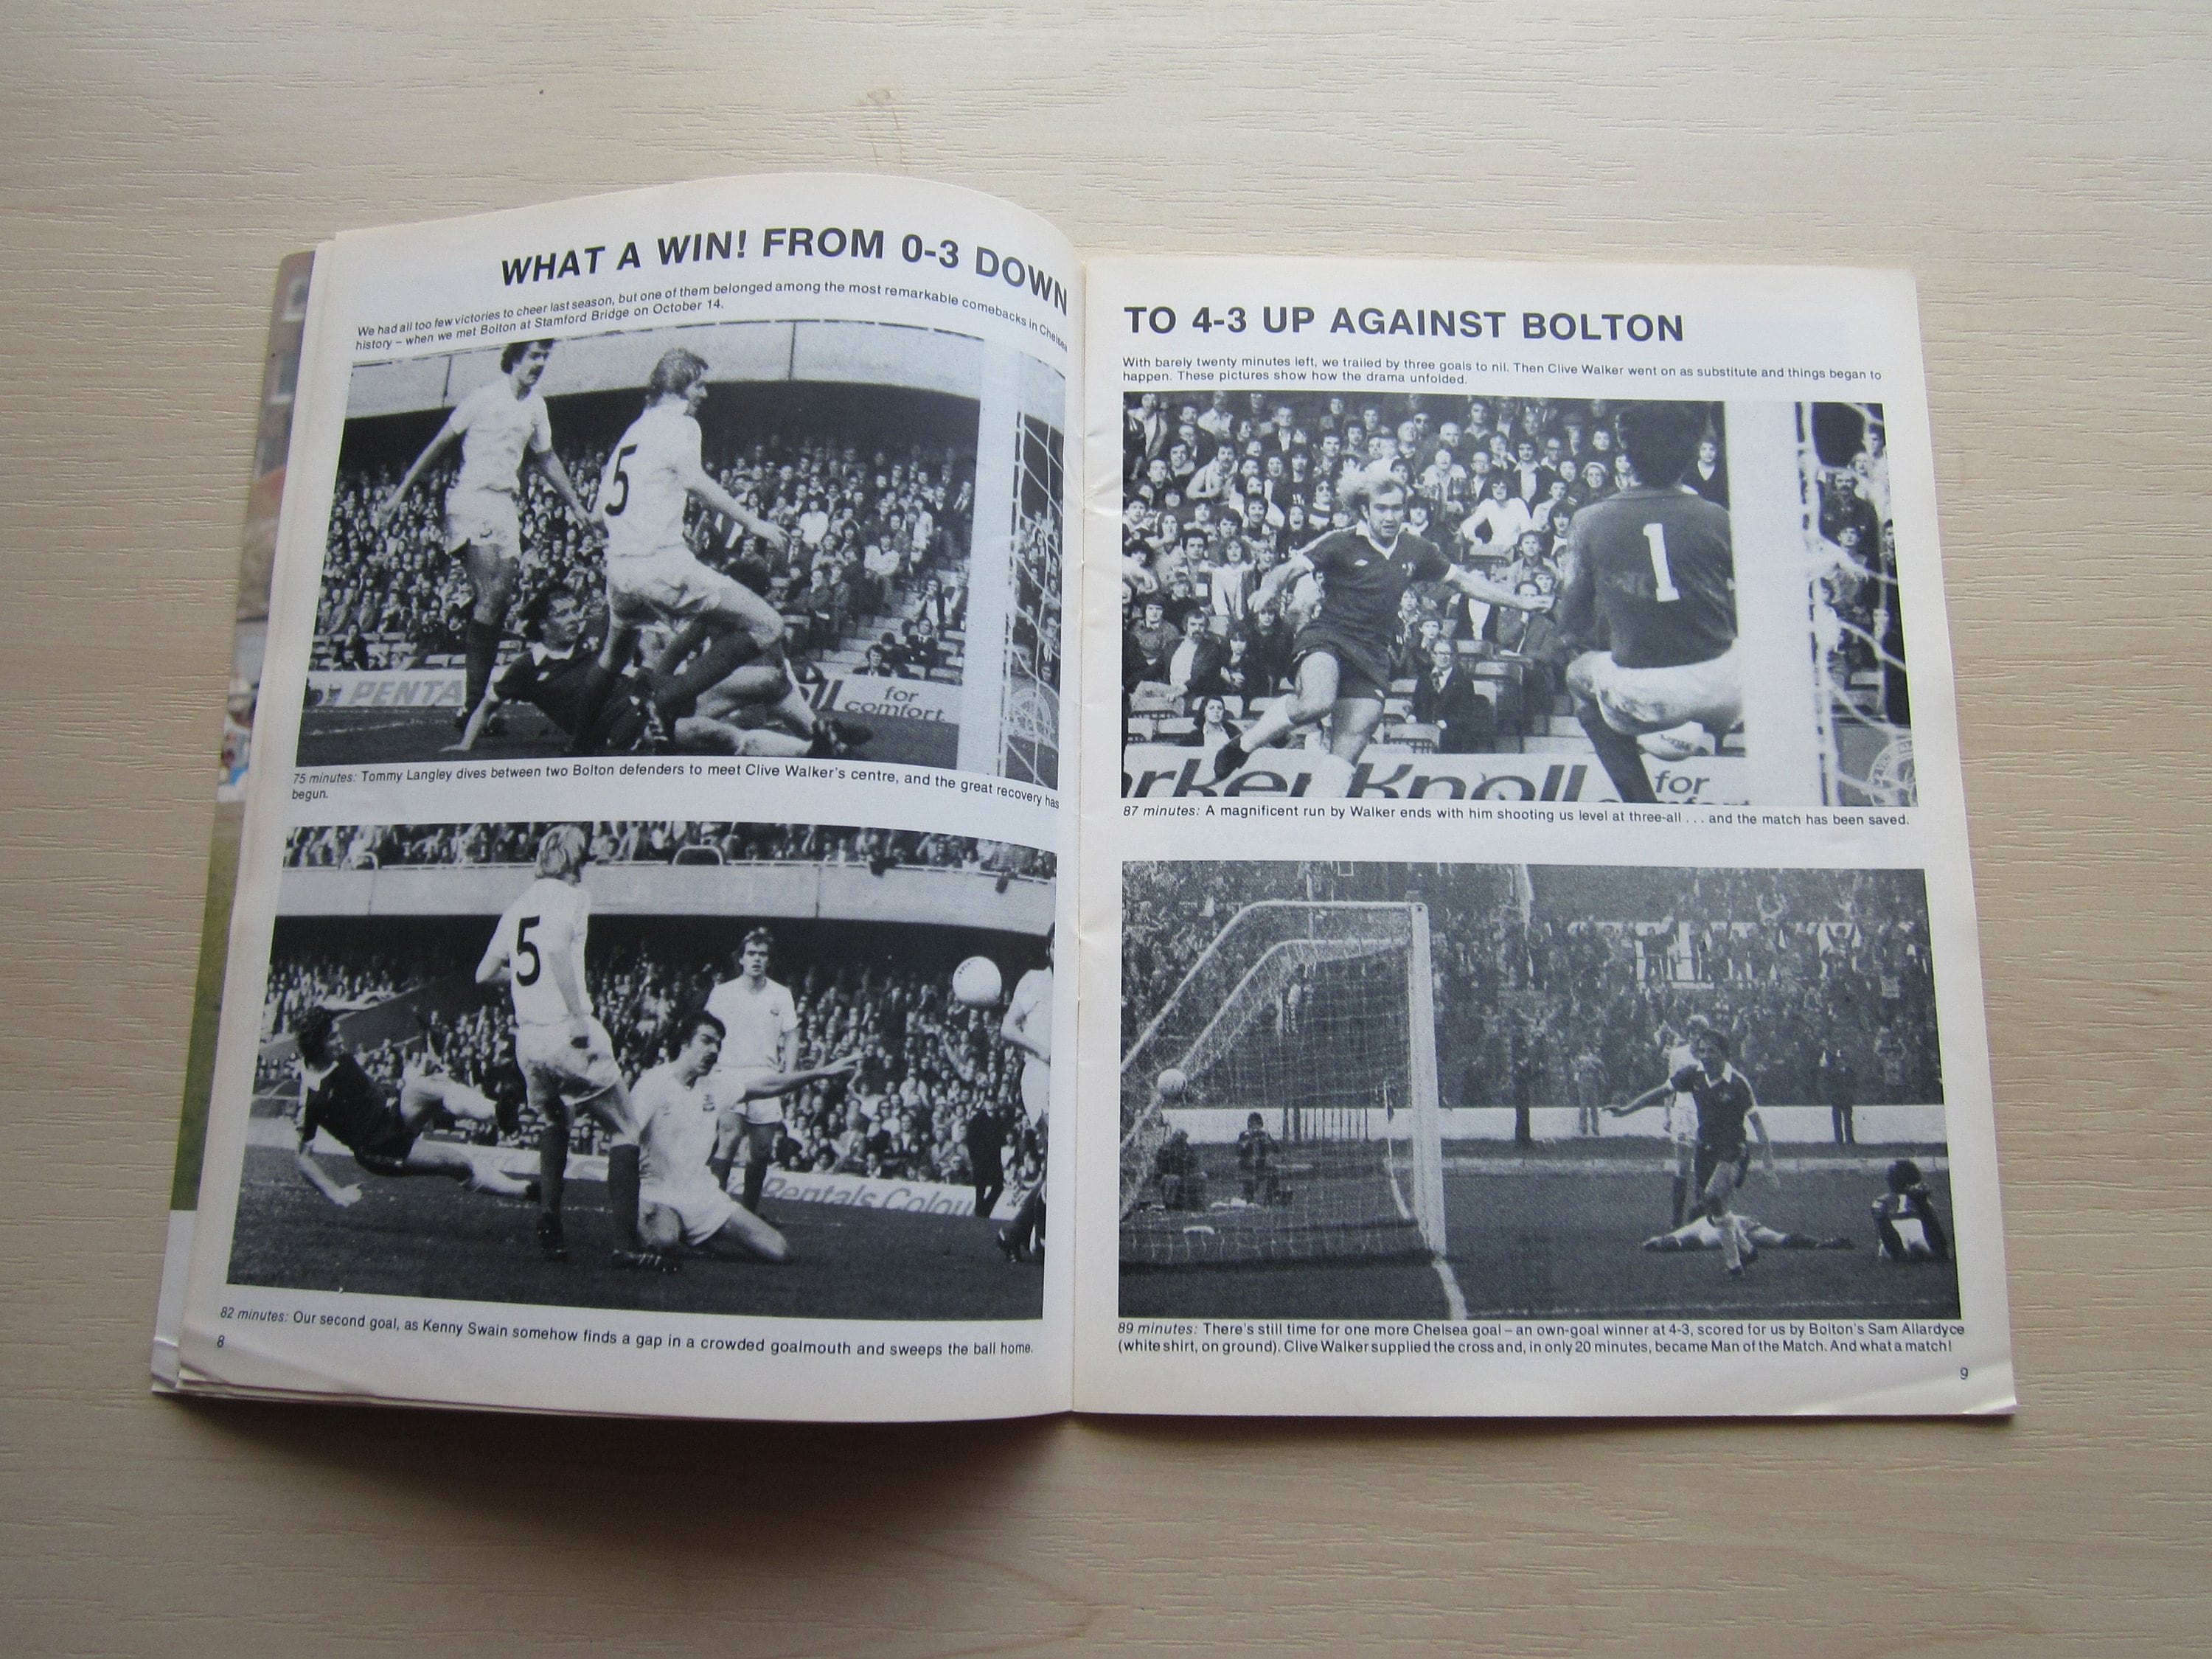 WHAT A WIN! FROM 0-3 DOWN
We had all too few victories to cheer last season, but one of them belonged among the most remarkable comebacks in Chelsea
history – when we met Bolton at Stamford Bridge on October 14.
5
PENTA
ll for
comfort
75 minutes: Tommy Langley dives between two Bolton defenders to meet Clive Walker's centre, and the great recovery has
begun.
5
Rentals Colou
82 minutes: Our second goal, as Kenny Swain somehow finds a gap in a crowded goalmouth and sweeps the ball home.
8
TO 4-3 UP AGAINST BOLTON
With barely twenty minutes left, we trailed by three goals to nil. Then Clive Walker went on as substitute and things began to
happen. These pictures show how the drama unfolded.
1
rker Knoll for
87 minutes: A magnificent run by Walker ends with him shooting us level at three-all . . . and the match has been saved.
1
89 minutes: There's still time for one more Chelsea goal – an own-goal winner at 4-3, scored for us by Bolton's Sam Allardyce
(white shirt, on ground). Clive Walker supplied the cross and, in only 20 minutes, became Man of the Match. And what a match!
9